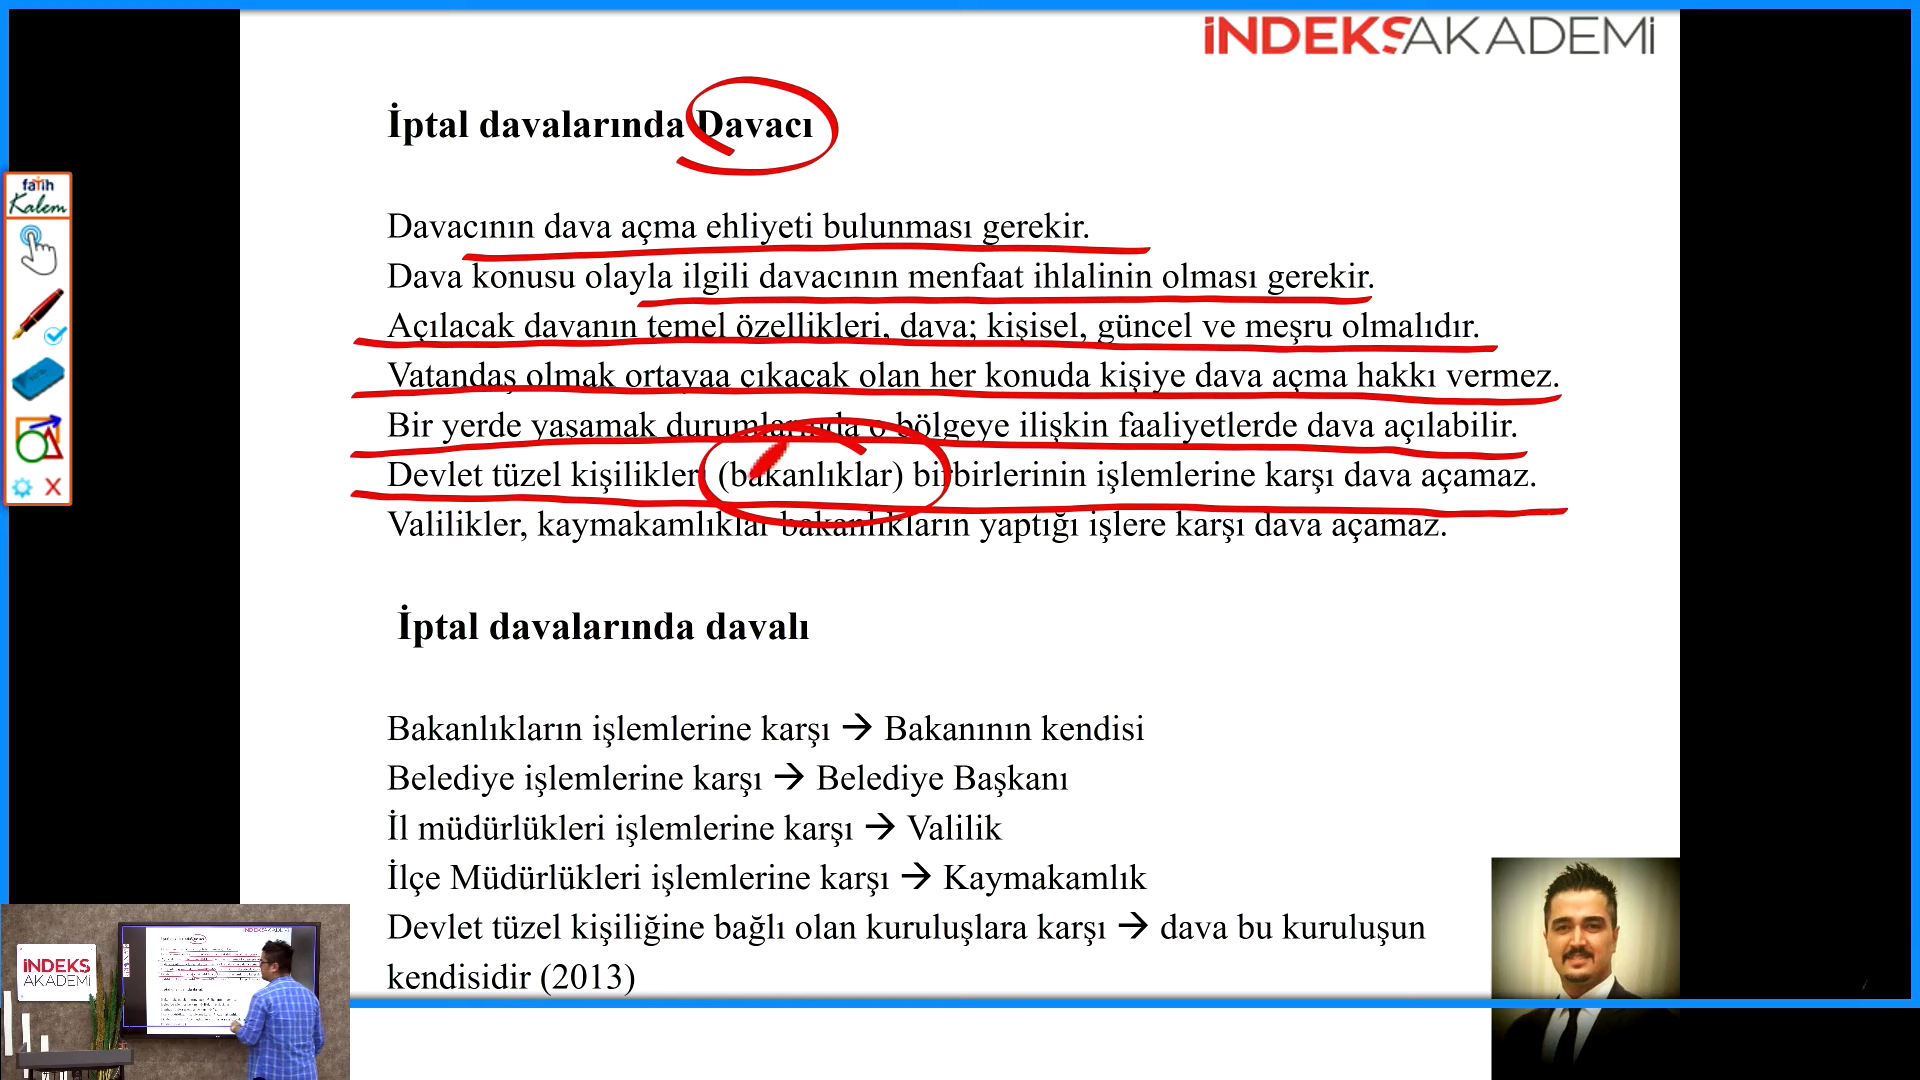 İNDEKSAKADEMİ
İptal davalarında Davacı
fatih
Kalem
Davacının dava açma ehliyeti bulunması gerekir.
Dava konusu olayla ilgili davacının menfaat ihlalinin olması gerekir.
Açılacak davanın temel özellikleri, dava; kişisel, güncel ve meşru olmalıdır.
Vatandaş olmak ortayaa çıkacak olan her konuda kişiye dava açma hakkı vermez.
Bir yerde yaşamak durumlarında o bölgeye ilişkin faaliyetlerde dava açılabilir.
Devlet tüzel kişilikleri (bakanlıklar) birbirlerinin işlemlerine karşı dava açamaz.
Valilikler, kaymakamlıklar bakanlıkların yaptığı işlere karşı dava açamaz.
İptal davalarında davalı
Bakanlıkların işlemlerine karşı → Bakanının kendisi
Belediye işlemlerine karşı → Belediye Başkanı
İl müdürlükleri işlemlerine karşı → Valilik
İlçe Müdürlükleri işlemlerine karşı → Kaymakamlık
Devlet tüzel kişiliğine bağlı olan kuruluşlara karşı → dava bu kuruluşun
kendisidir (2013)
İNDEKS
AKADEMİ